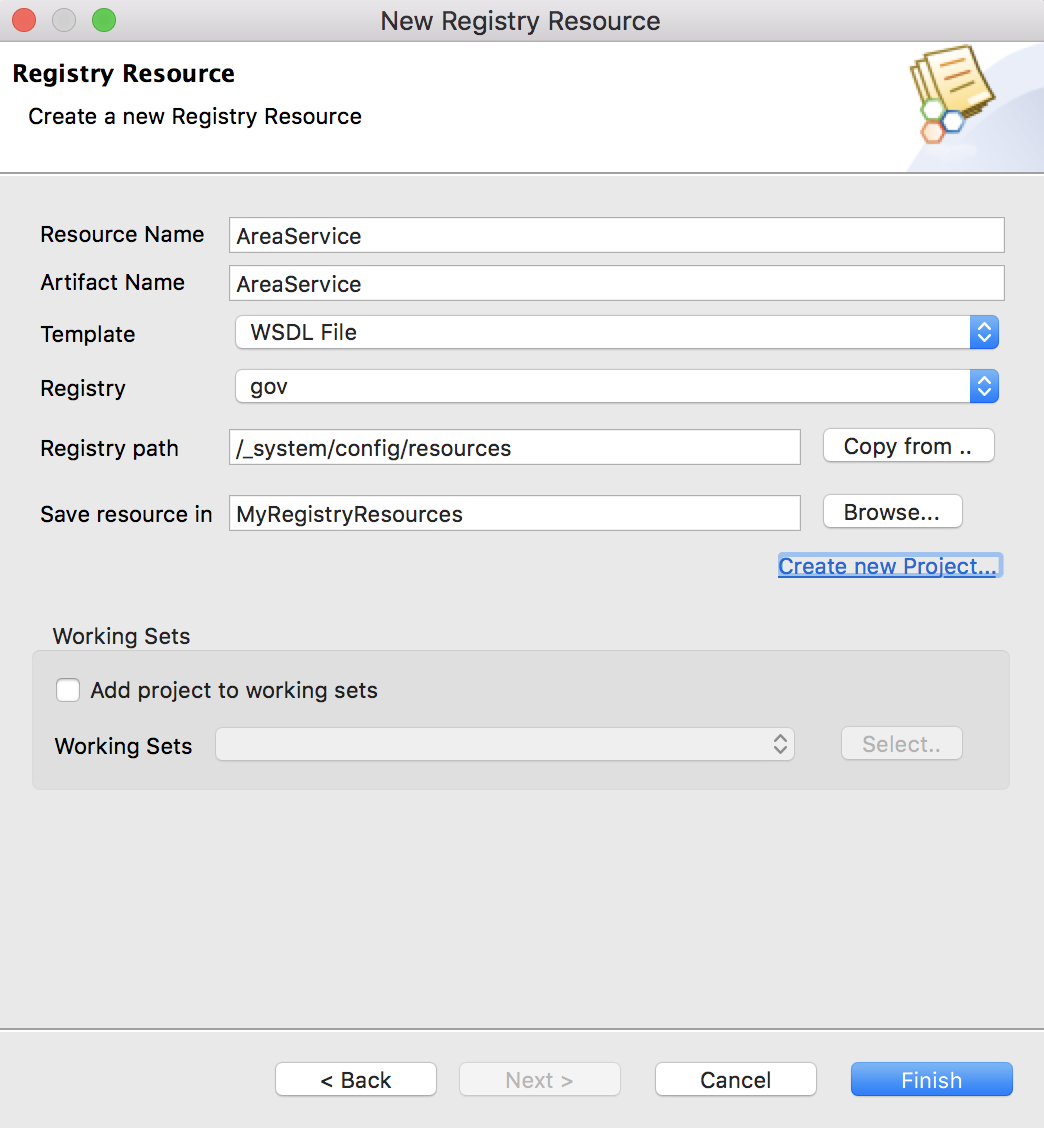 New Registry Resource
Registry Resource
Create a new Registry Resource
Resource Name AreaService
Artifact Name AreaService
Template WSDL File
Registry gov
Registry path /_system/config/resources Copy from ..
Save resource in MyRegistryResources Browse...
Create new Project...
Working Sets
Add project to working sets
Working Sets Select..
< Back Next > Cancel Finish